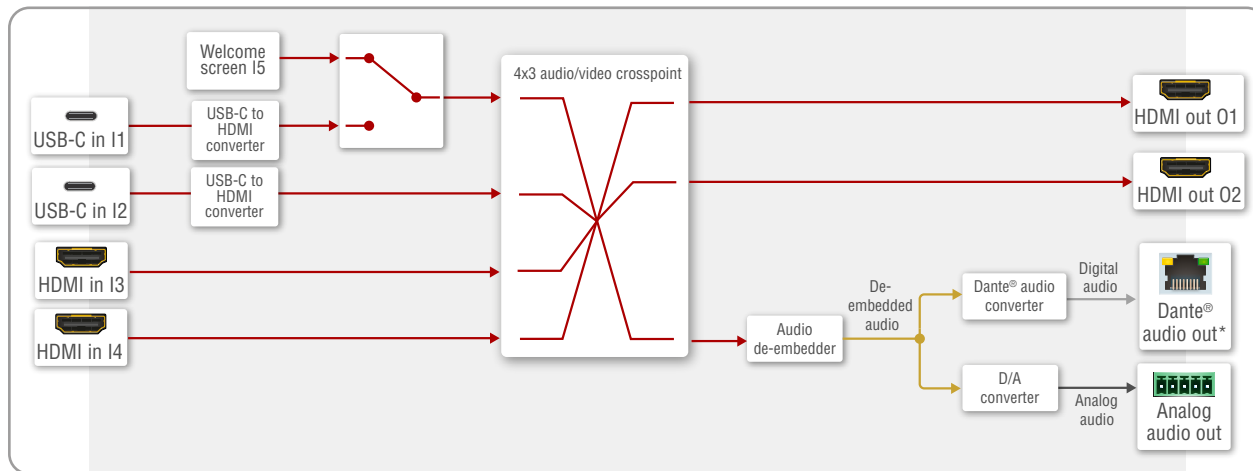 Welcome
screen I5
4x3 audio/video crosspoint
HDMI out O1
USB-C in I1
USB-C to
HDMI
converter
USB-C in I2
USB-C to
HDMI
converter
HDMI out O2
HDMI in I3
HDMI in I4
Audio
de-embedder
De-
embedded
audio
Dante® audio
converter
Digital
audio
Dante®
audio out*
D/A
converter
Analog
audio
Analog
audio out